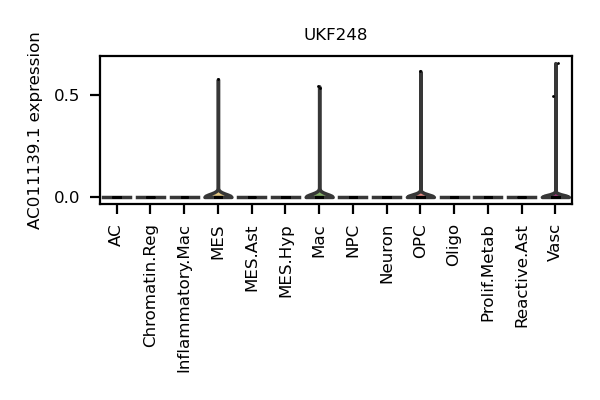 UKF248
AC011139.1 expression
0.5
0.0
AC
Chromatin.Reg
Inflammatory.Mac
MES
MES.Ast
MES.Hyp
Mac
NPC
Neuron
OPC
Oligo
Prolif.Metab
Reactive.Ast
Vasc